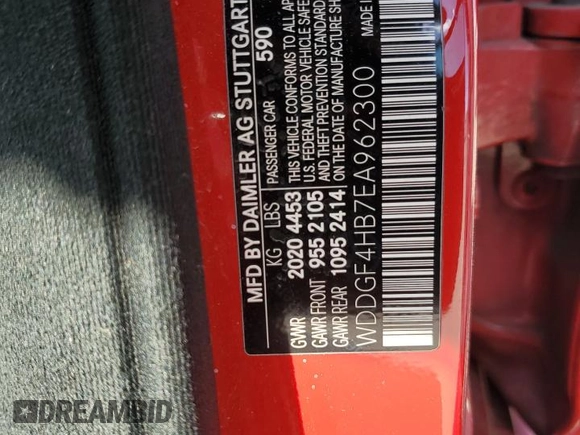 MFD BY DAIMLER AG STUTTGART
KG / LBS PASSENGER CAR 590
GWR 2020 4453 THIS VEHICLE CONFORMS TO ALL AP
GAWR FRONT 955 2105 U.S. FEDERAL MOTOR VEHICLE SAFE
AND THEFT PREVENTION STANDARD
GAWR REAR 1095 2414 ON THE DATE OF MANUFACTURE SH
WDDGF4HB7EA962300 MADE IN
DREAMBID